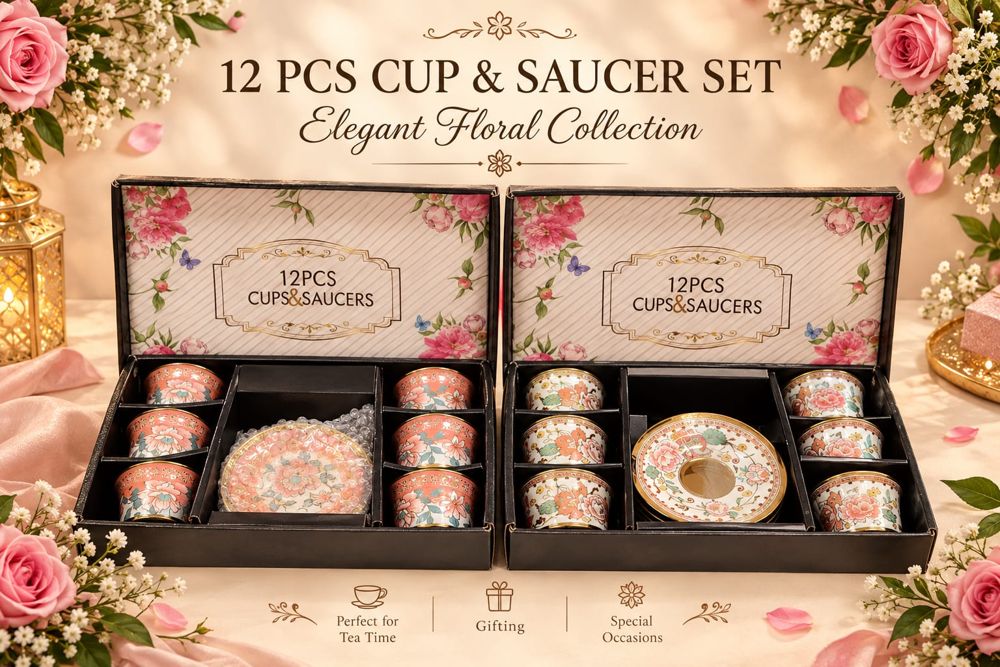 12 PCS CUP & SAUCER SET
Elegant Floral Collection
12PCS
CUPS&SAUCERS
12PCS
CUPS&SAUCERS
Perfect for
Tea Time
Gifting
Special
Occasions